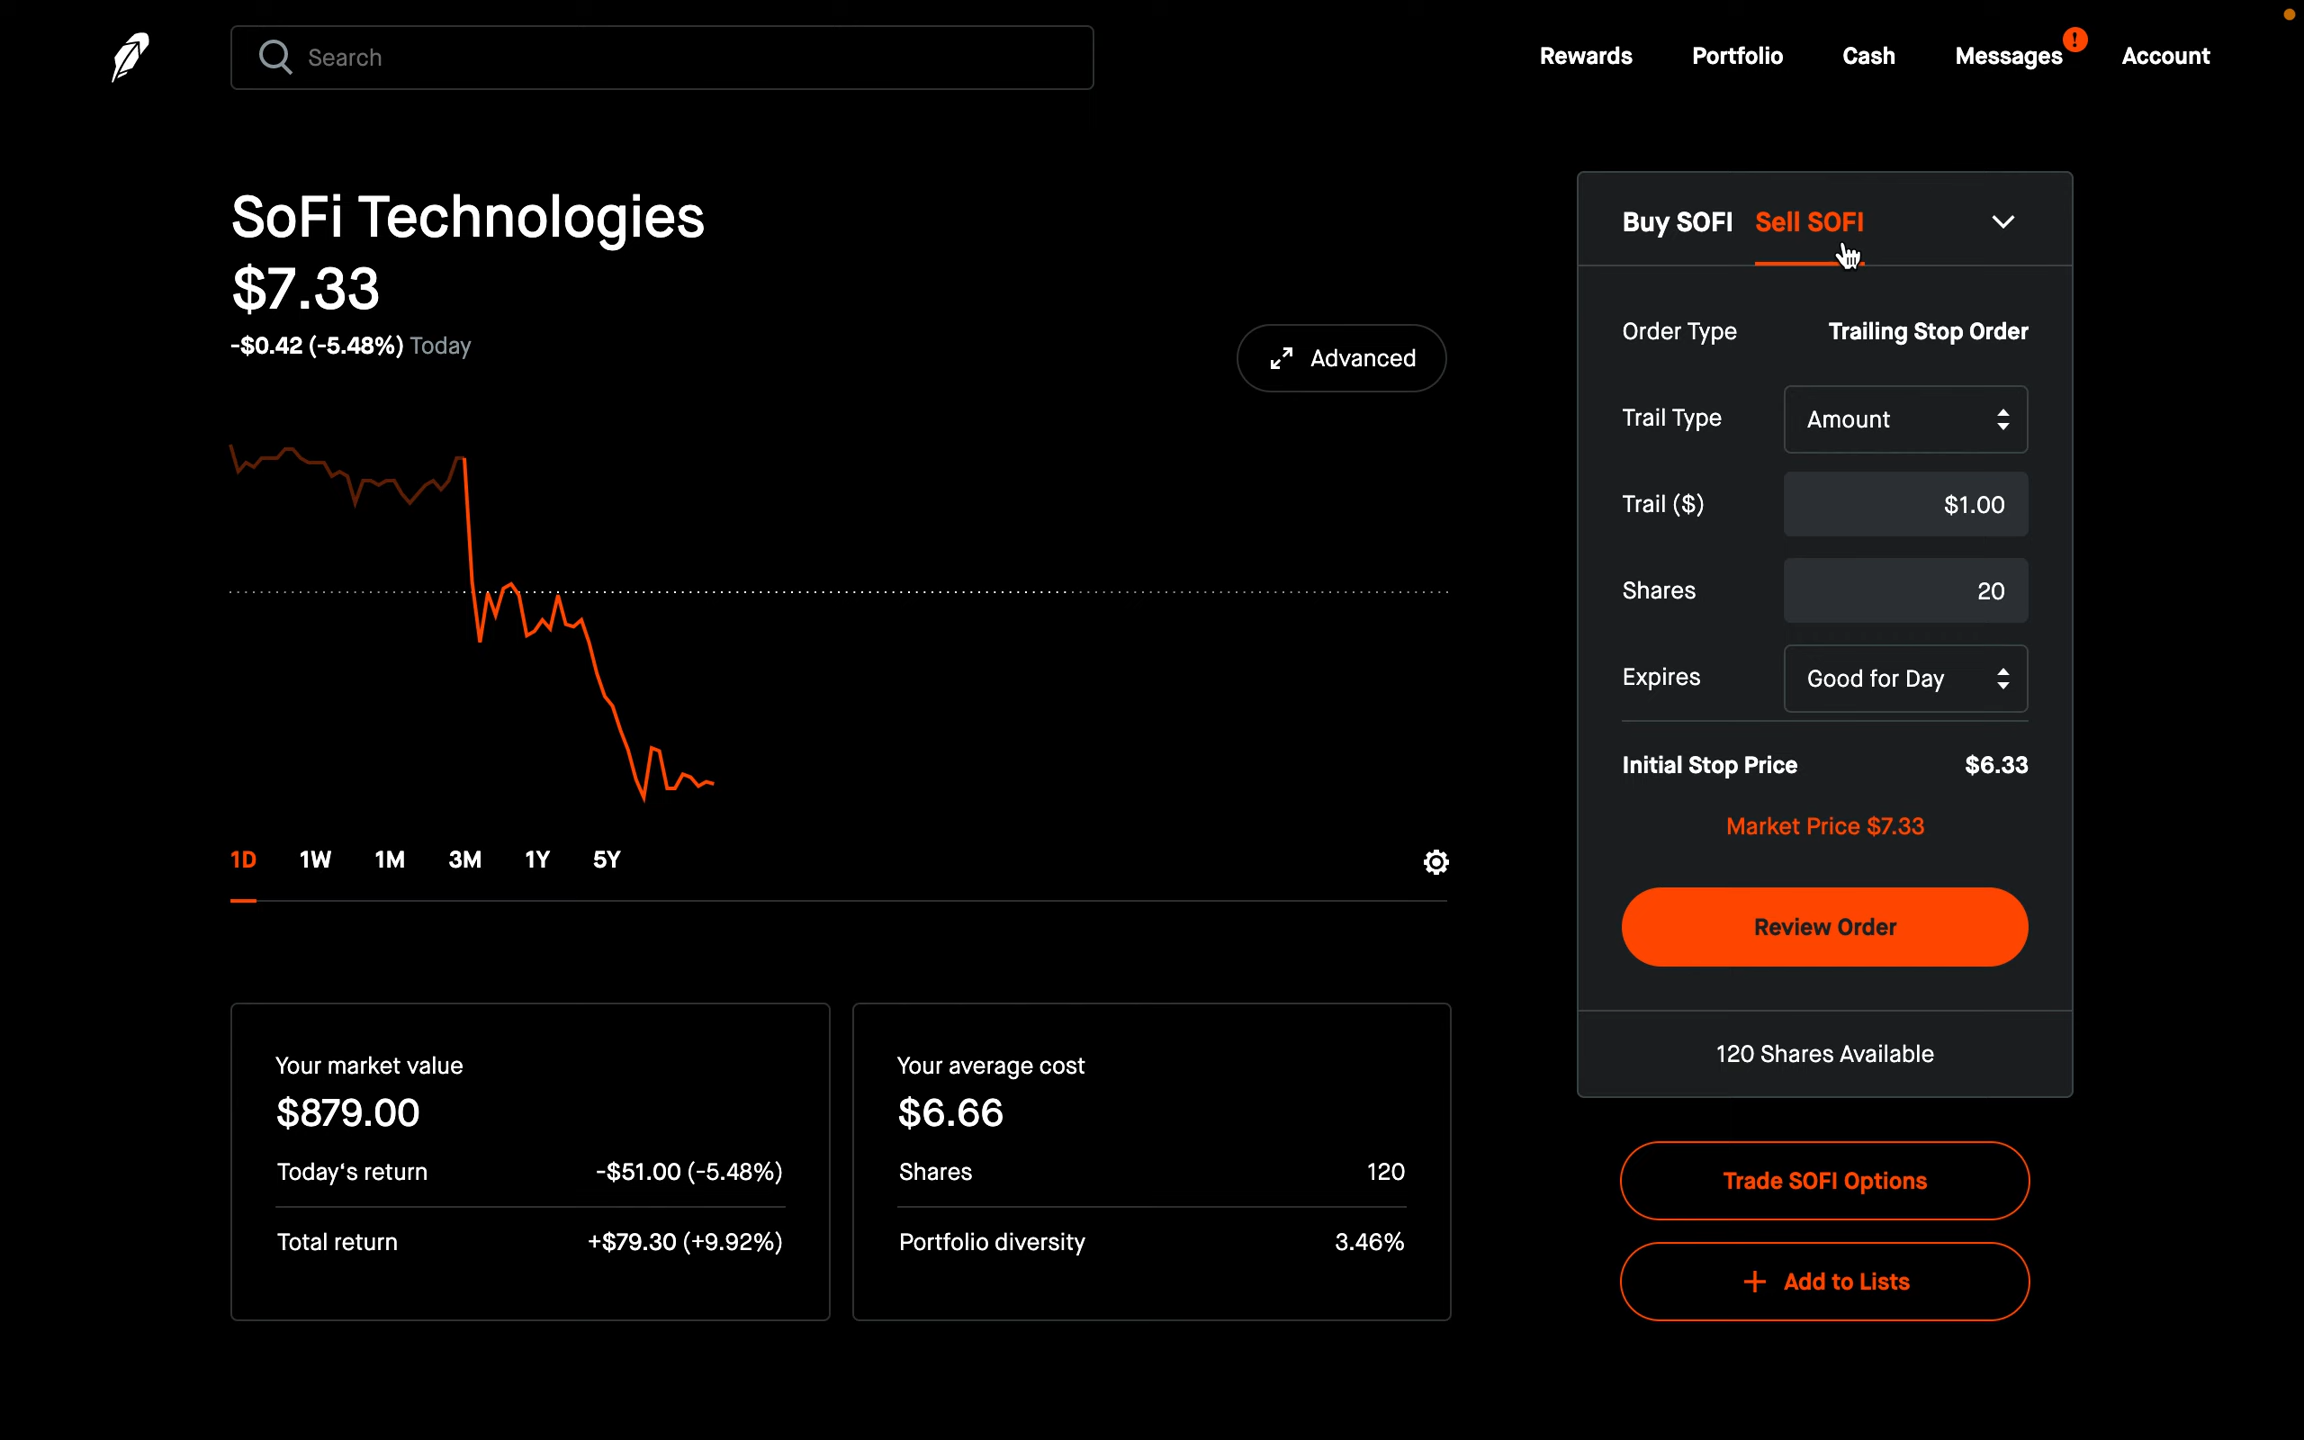 Search
Rewards Portfolio Cash Messages ! Account
SoFi Technologies
$7.33
-$0.42 (-5.48%) Today
Advanced
1D 1W 1M 3M 1Y 5Y
Your market value
$879.00
Today's return -$51.00 (-5.48%)
Total return +$79.30 (+9.92%)
Your average cost
$6.66
Shares 120
Portfolio diversity 3.46%
Buy SOFI Sell SOFI
Order Type Trailing Stop Order
Trail Type Amount
Trail ($) $1.00
Shares 20
Expires Good for Day
Initial Stop Price $6.33
Market Price $7.33
Review Order
120 Shares Available
Trade SOFI Options
+ Add to Lists